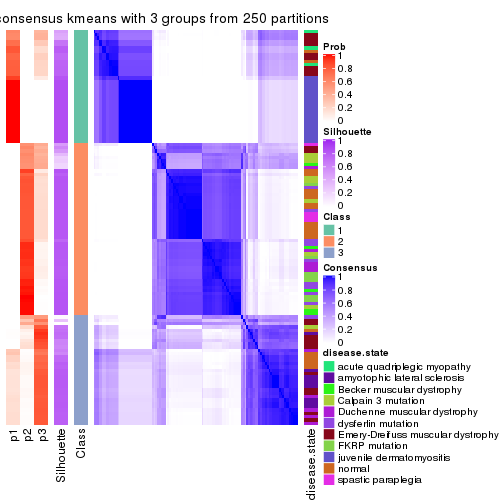 consensus kmeans with 3 groups from 250 partitions
Prob
1
0.8
0.6
0.4
0.2
0
Silhouette
1
0.8
0.6
0.4
0.2
0
Class
1
2
3
Consensus
1
0.8
0.6
0.4
0.2
0
disease.state
acute quadriplegic myopathy
amyotophic lateral sclerosis
Becker muscular dystrophy
Calpain 3 mutation
Duchenne muscular dystrophy
dysferlin mutation
Emery-Dreifuss muscular dystrophy
FKRP mutation
juvenile dermatomyositis
normal
spastic paraplegia
p1
p2
p3
Silhouette
Class
disease.state